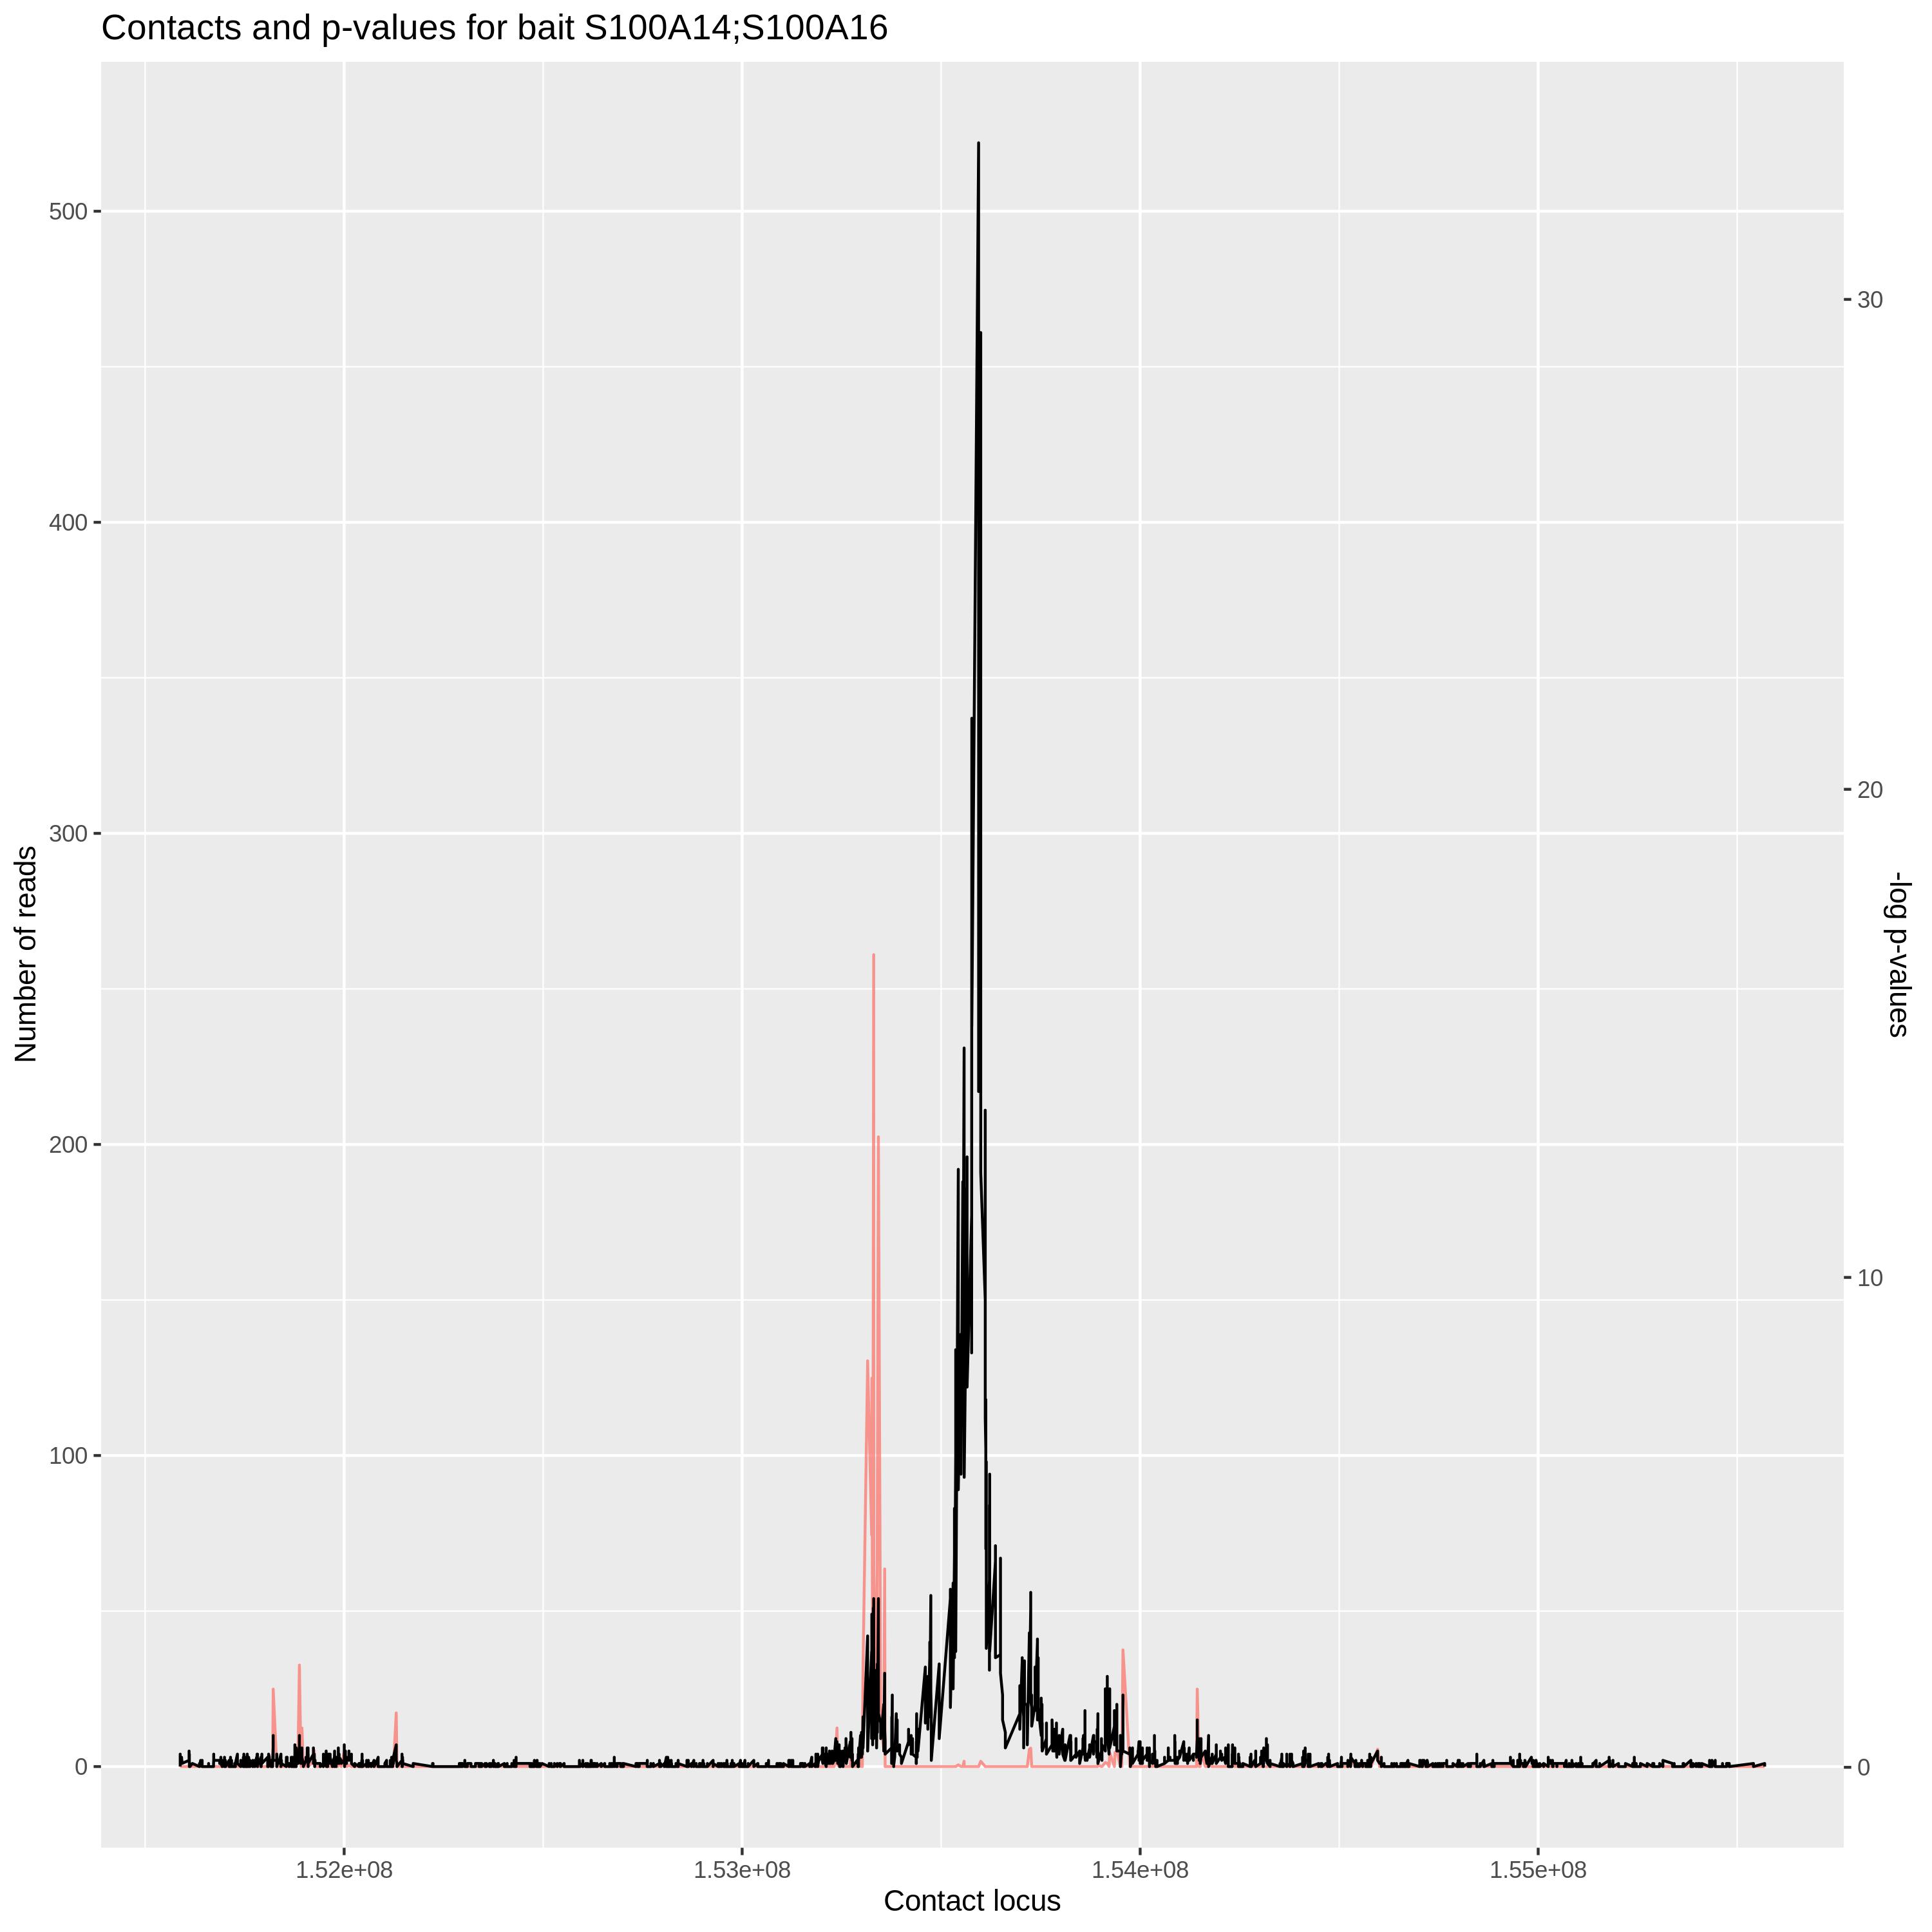 Contacts and p-values for bait S100A14;S100A16
Number of reads
500
400
300
200
100
0
30
20
10
0
-log p-values
1.52e+08
1.53e+08
1.54e+08
1.55e+08
Contact locus